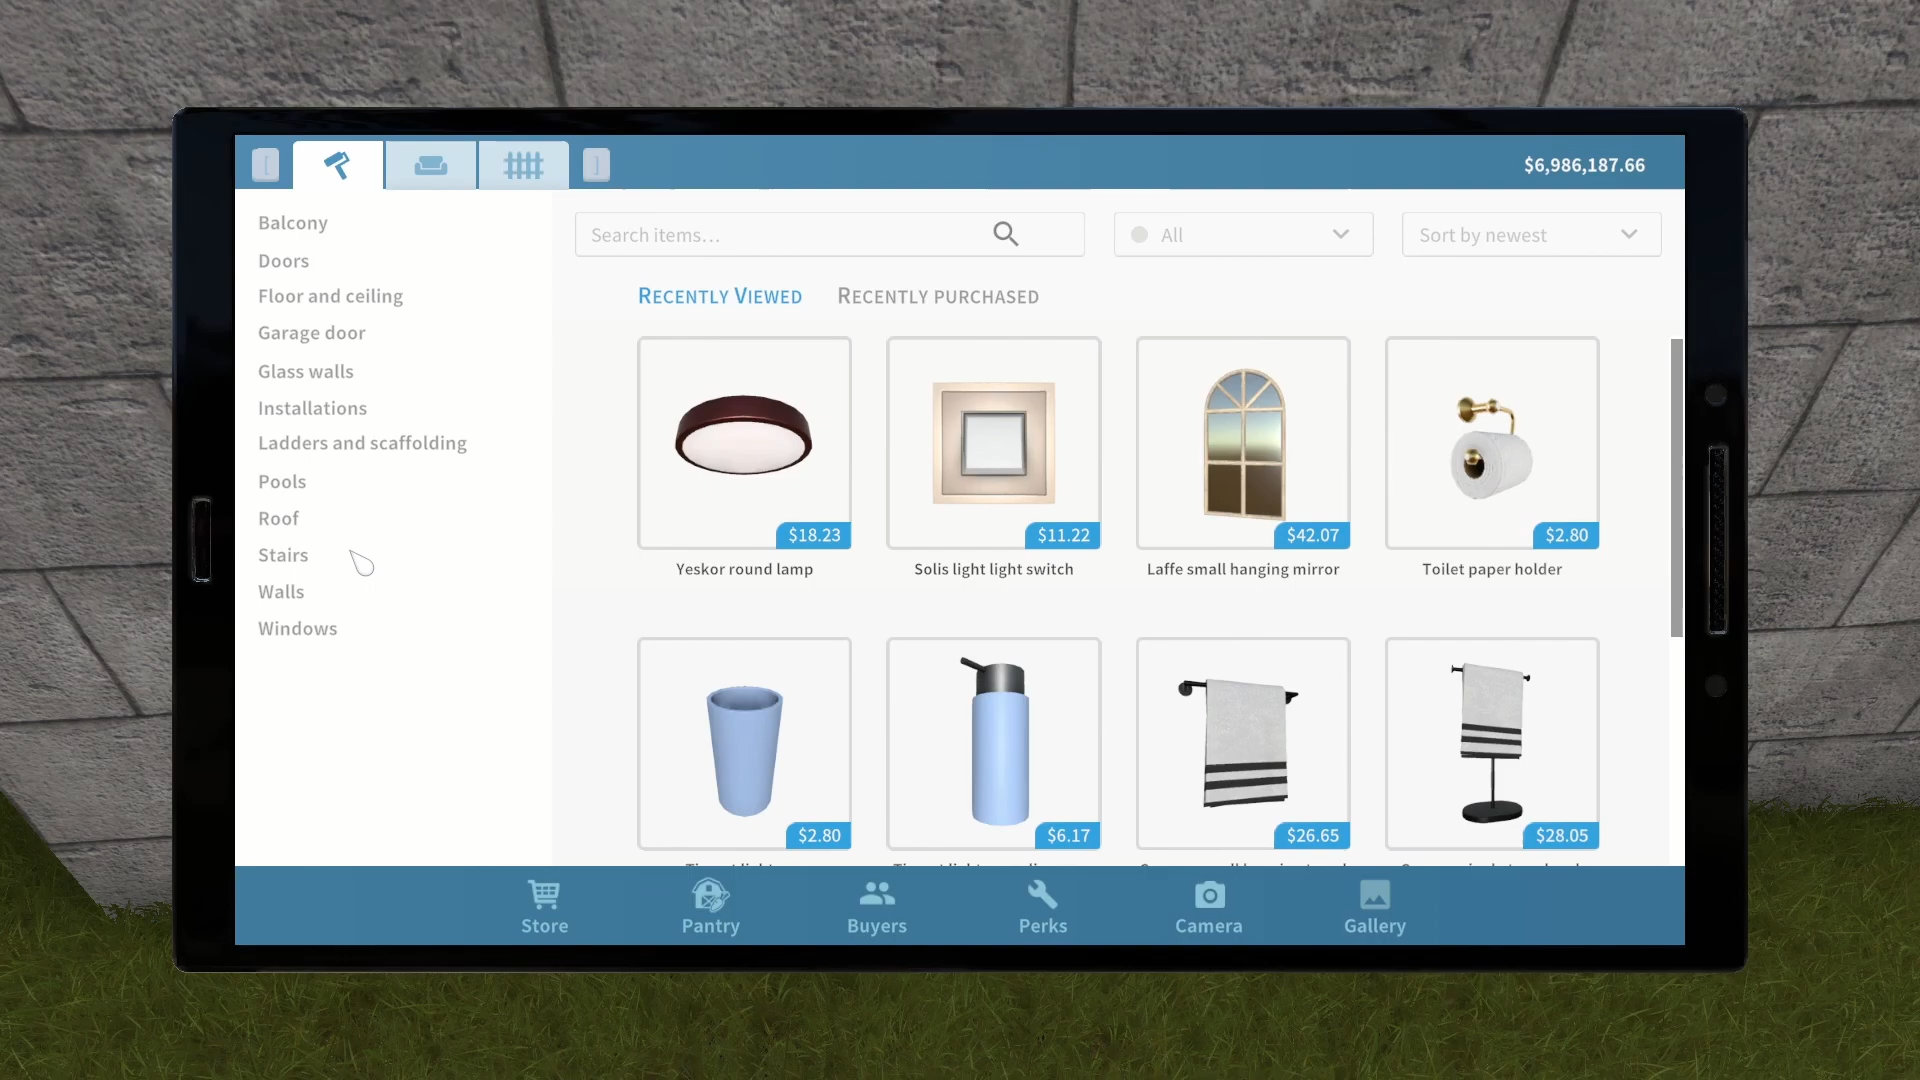 [
]
$6,986,187.66
Balcony
Doors
Floor and ceiling
Garage door
Glass walls
Installations
Ladders and scaffolding
Pools
Roof
Stairs
Walls
Windows
Search items...
All
Sort by newest
RECENTLY VIEWED
RECENTLY PURCHASED
$18.23
$11.22
$42.07
$2.80
Yeskor round lamp
Solis light light switch
Laffe small hanging mirror
Toilet paper holder
$2.80
$6.17
$26.65
$28.05
Store
Pantry
Buyers
Perks
Camera
Gallery